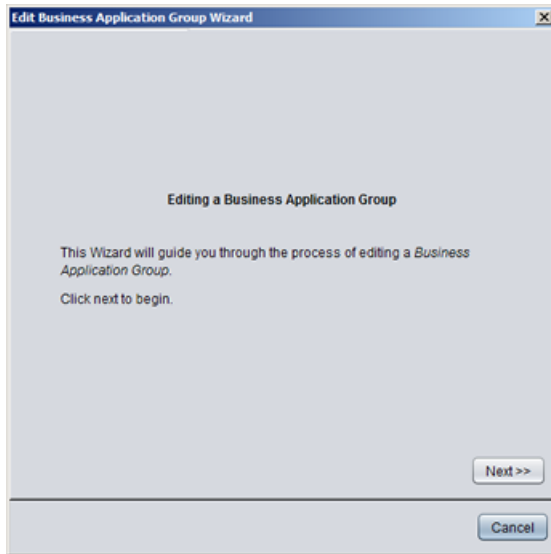 Edit Business Application Group Wizard
Editing a Business Application Group
This Wizard will guide you through the process of editing a Business
Application Group.
Click next to begin.
Next >>
Cancel